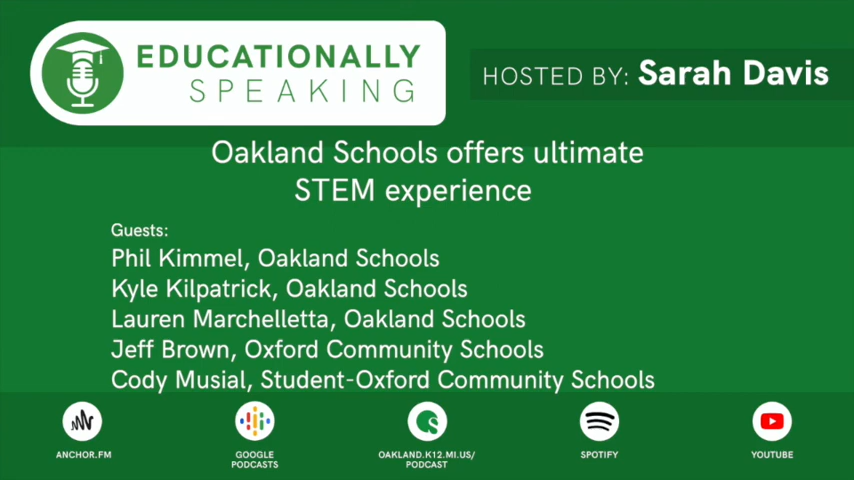 EDUCATIONALLY
SPEAKING
HOSTED BY: Sarah Davis
Oakland Schools offers ultimate
STEM experience
Guests:
Phil Kimmel, Oakland Schools
Kyle Kilpatrick, Oakland Schools
Lauren Marchelletta, Oakland Schools
Jeff Brown, Oxford Community Schools
Cody Musial, Student-Oxford Community Schools
ANCHOR.FM
GOOGLE
PODCASTS
OAKLAND.K12.MI.US/
PODCAST
SPOTIFY
YOUTUBE